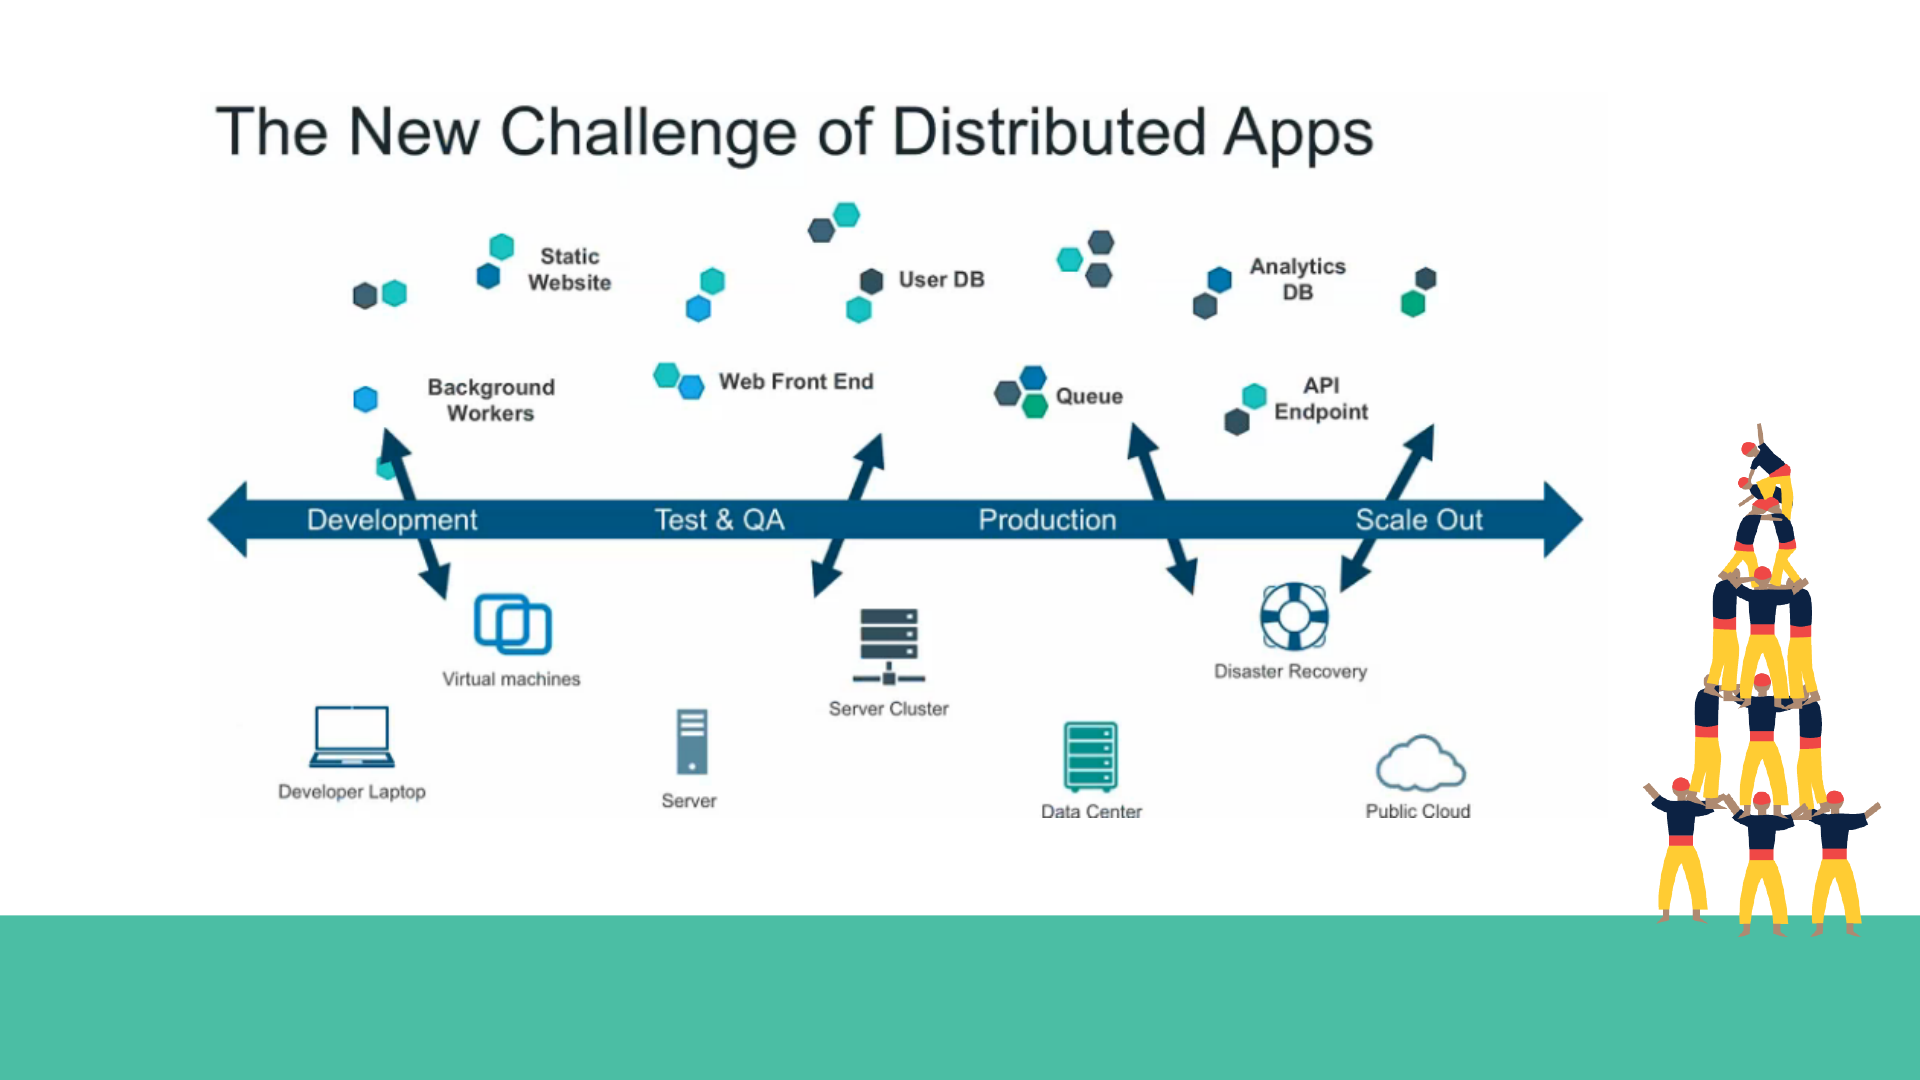 The New Challenge of Distributed Apps
Static
Website
User DB
Analytics
DB
Background
Workers
Web Front End
Queue
API
Endpoint
Development
Test & QA
Production
Scale Out
Virtual machines
Server Cluster
Disaster Recovery
Developer Laptop
Server
Data Center
Public Cloud